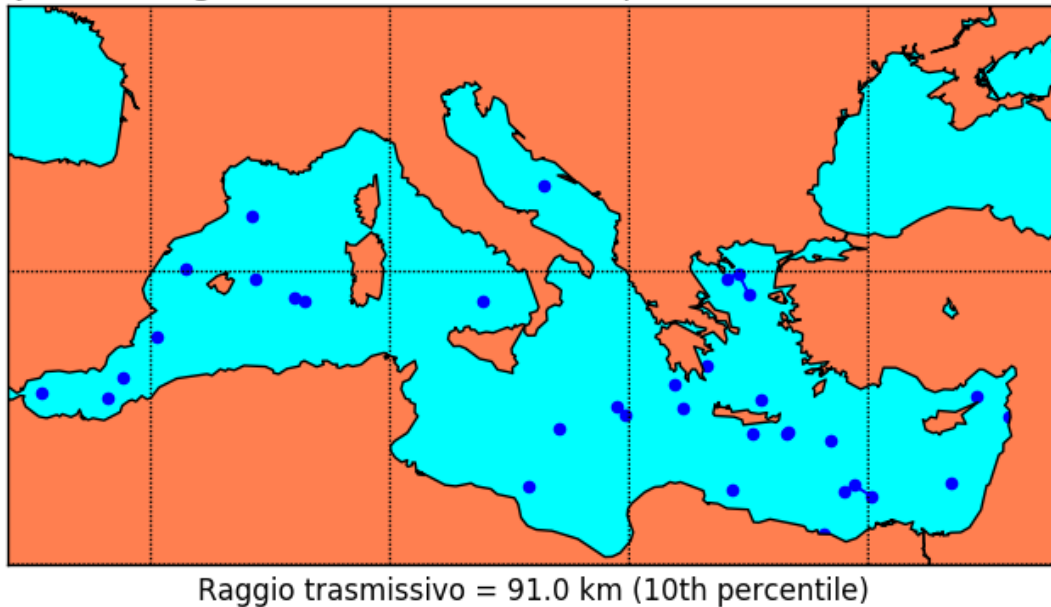 Raggio trasmissivo = 91.0 km (10th percentile)